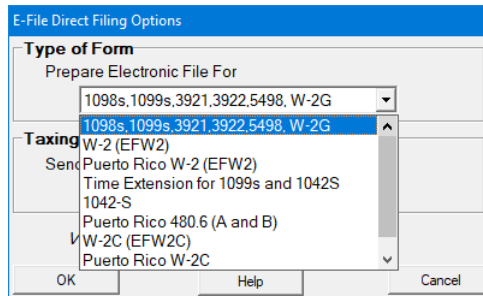 E-File Direct Filing Options
Type of Form
Prepare Electronic File For
1098s,1099s,3921,3922,5498, W-2G
1098s,1099s,3921,3922,5498, W-2G
W-2 (EFW2)
Puerto Rico W-2 (EFW2)
Time Extension for 1099s and 1042S
1042-S
Puerto Rico 480.6 (A and B)
W-2C (EFW2C)
Puerto Rico W-2C
Taxing
OK
Help
Cancel